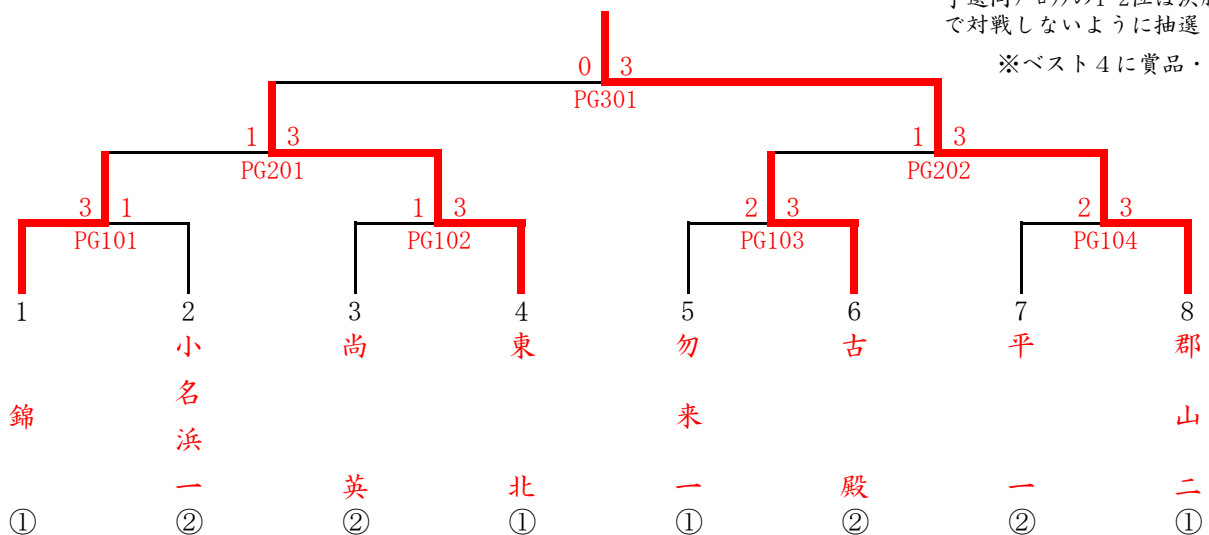 で対戦しないように抽選
※ベスト４に賞品・
0 3
PG301
1 3
PG201
1 3
PG202
3 1
PG101
1 3
PG102
2 3
PG103
2 3
PG104
1 2 3 4 5 6 7 8
錦
小名浜一
尚英
東北
勿来一
古殿
平一
郡山二
① ② ② ① ① ② ② ①